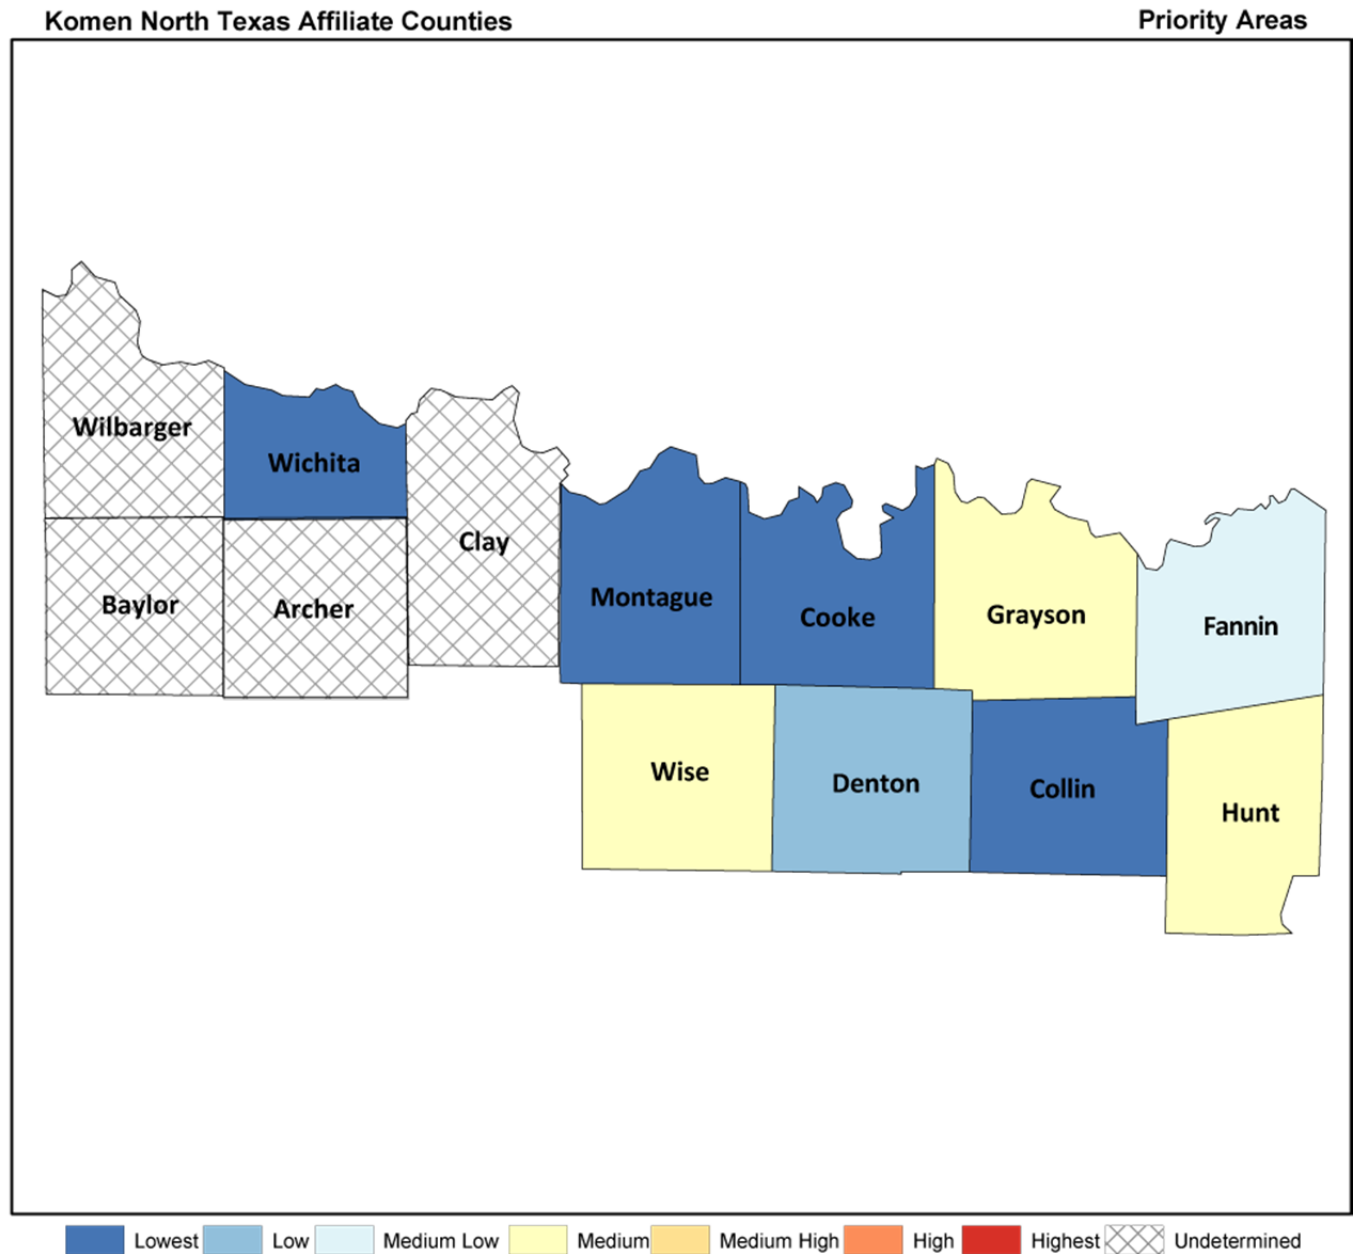 Komen North Texas Affiliate Counties Priority Areas
Wilbarger
Wichita
Clay
Baylor
Archer
Montague
Cooke
Grayson
Fannin
Wise
Denton
Collin
Hunt
Lowest Low Medium Low Medium Medium High High Highest Undetermined